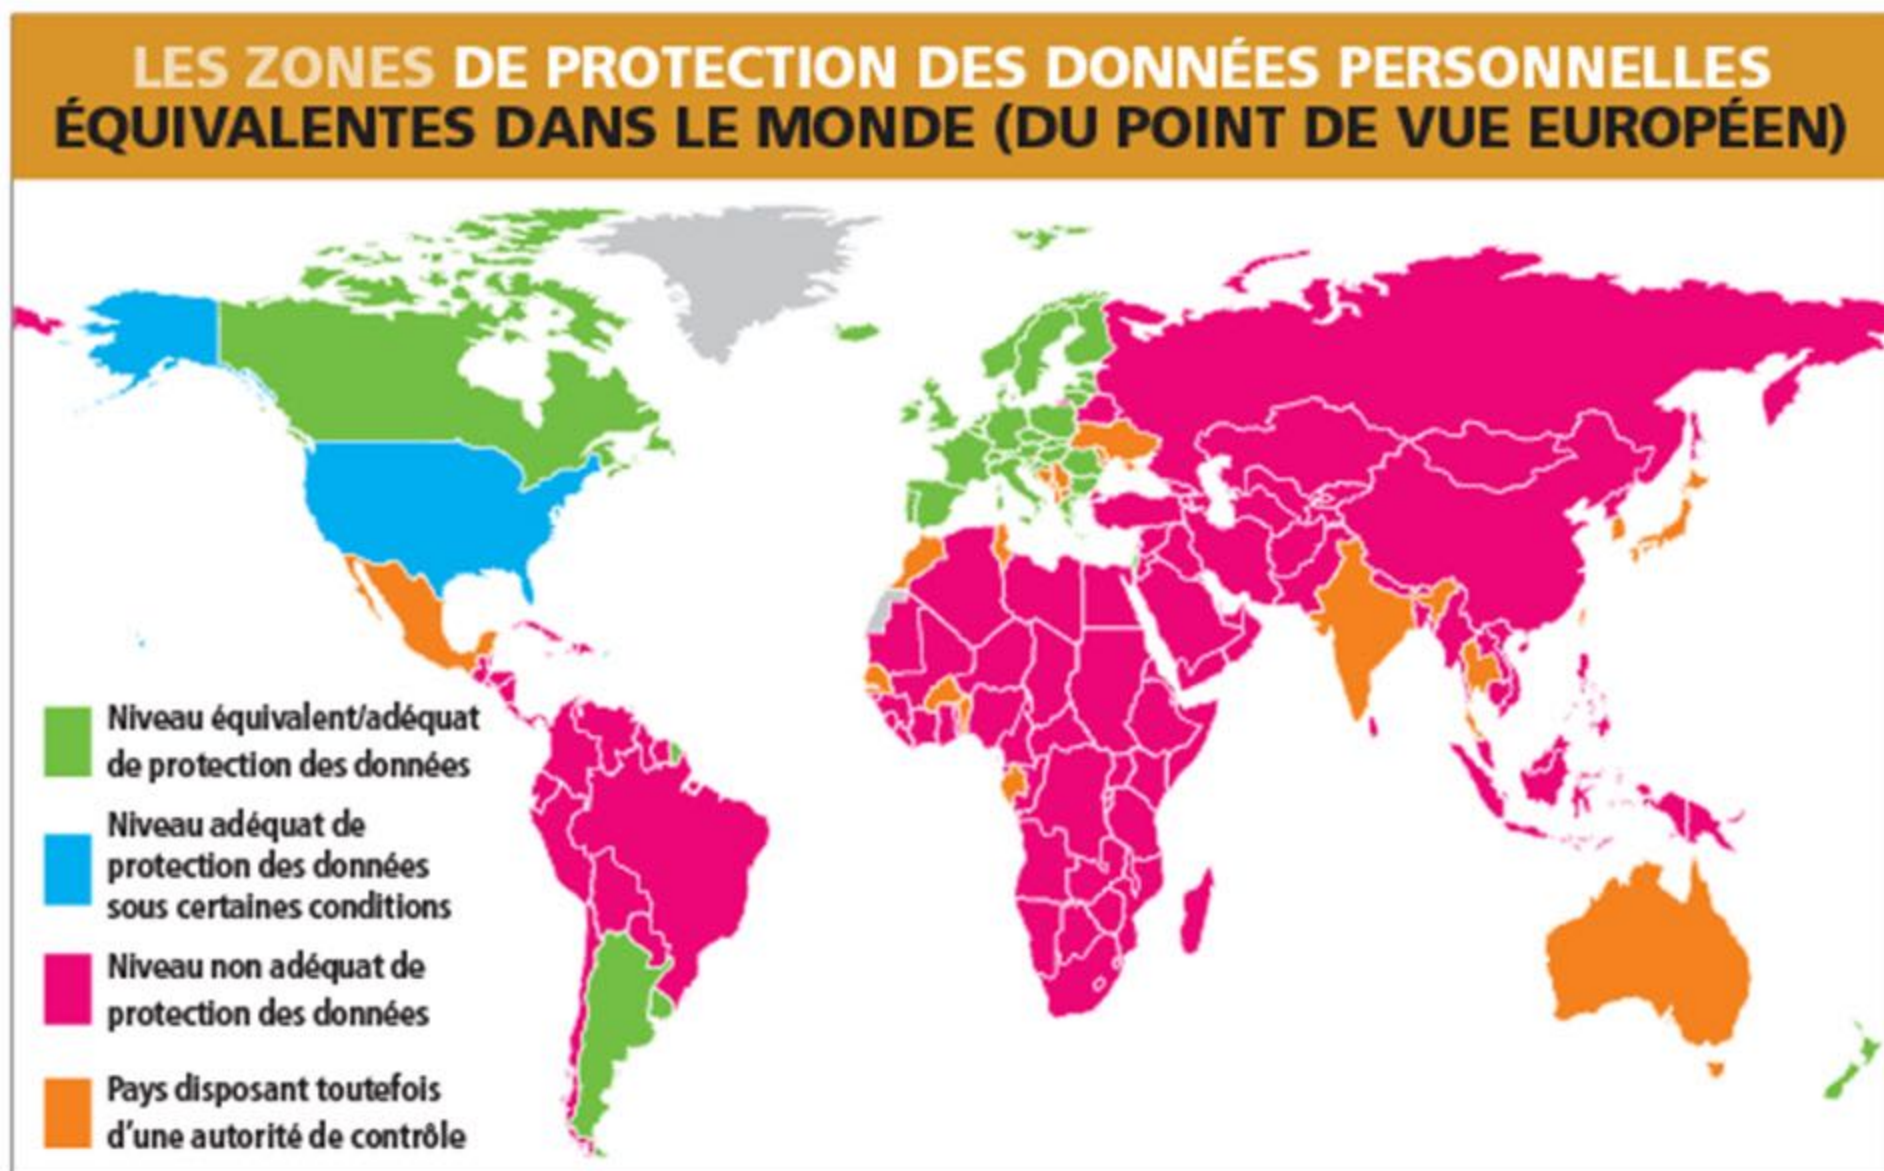 LES ZONES DE PROTECTION DES DONNÉES PERSONNELLES
ÉQUIVALENTES DANS LE MONDE (DU POINT DE VUE EUROPÉEN)
Niveau équivalent/adéquat
de protection des données
Niveau adéquat de
protection des données
sous certaines conditions
Niveau non adéquat de
protection des données
Pays disposant toutefois
d'une autorité de contrôle